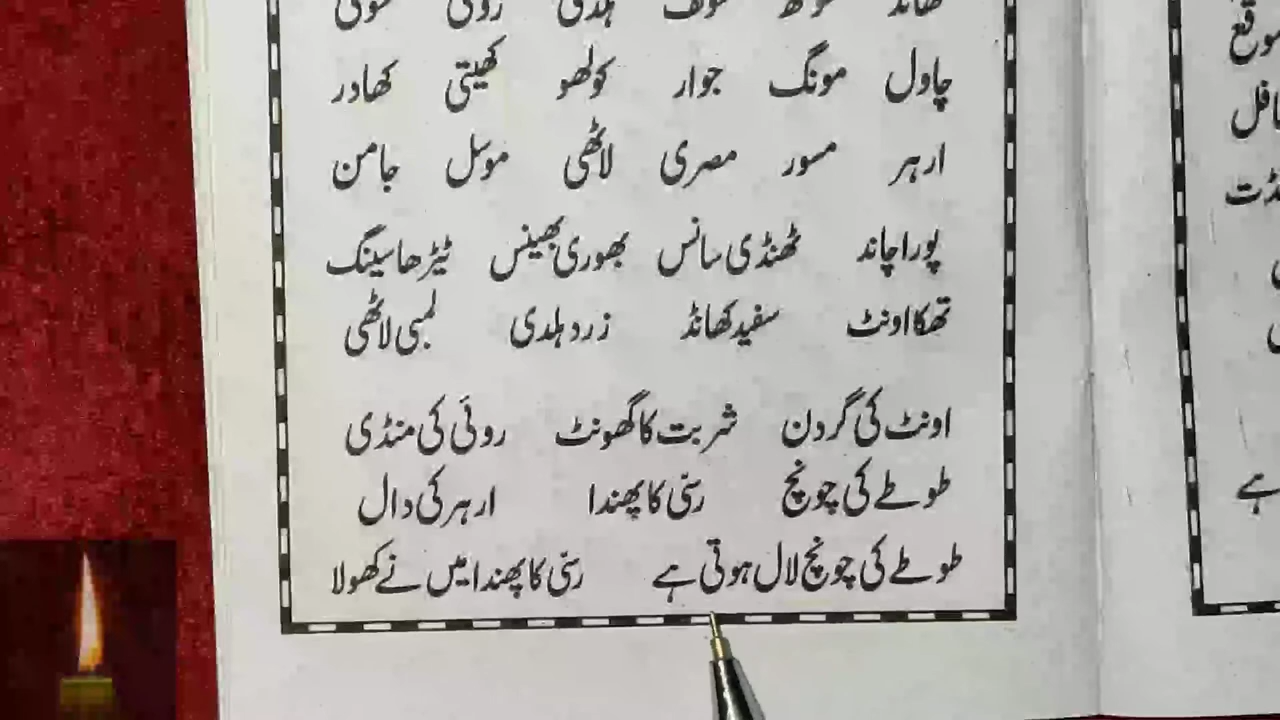 چاول مونگ جوار کولھو کھیتی کھادر
ارہر مسور مصری لاٹھی موسل جامن
پورا چاند ٹھنڈی سانس بھوری بھینس ٹیڑھا سینگ
تھکا اونٹ سفید کھانڈ زرد ہلدی لمبی لاٹھی
اونٹ کی گردن شربت کا گھونٹ روئی کی منڈی
طوطے کی چونچ رسّی کا پھندا ارہر کی دال
طوطے کی چونچ لال ہوتی ہے رسّی کا پھندا میں نے کھولا
موقع
ہے